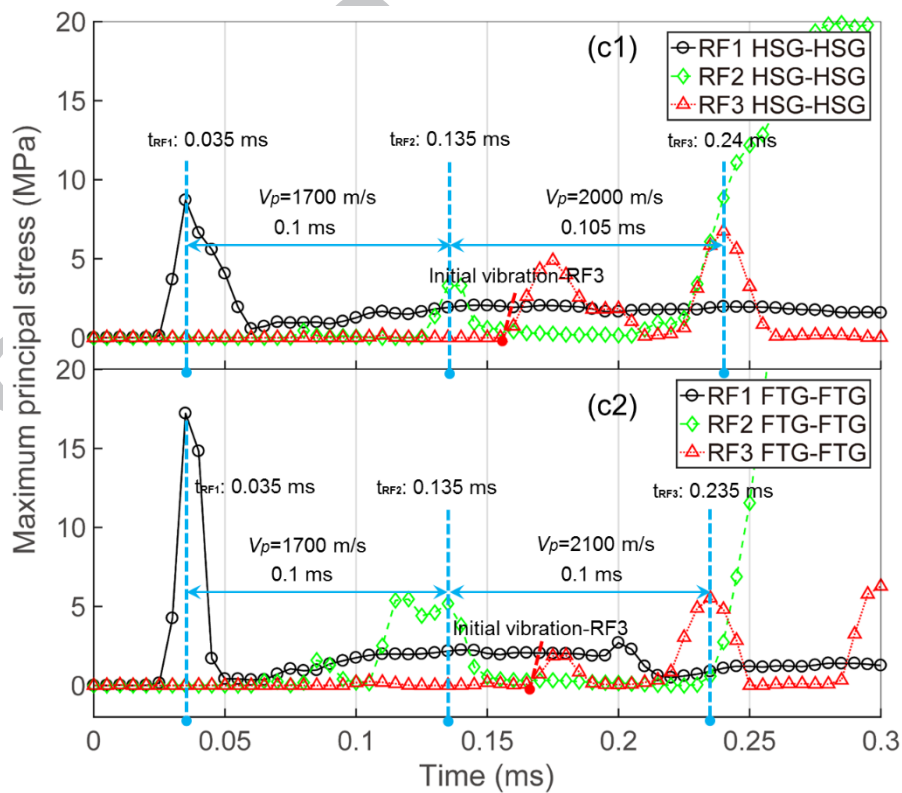 20
(c1)
RF1 HSG-HSG
RF2 HSG-HSG
RF3 HSG-HSG
15
tRF1: 0.035 ms
tRF2: 0.135 ms
tRF3: 0.24 ms
10
Vp=1700 m/s
0.1 ms
Vp=2000 m/s
0.105 ms
5
Initial vibration-RF3
0
20
(c2)
RF1 FTG-FTG
RF2 FTG-FTG
RF3 FTG-FTG
15
tRF1: 0.035 ms
tRF2: 0.135 ms
tRF3: 0.235 ms
10
Vp=1700 m/s
0.1 ms
Vp=2100 m/s
0.1 ms
5
Initial vibration-RF3
0
0 0.05 0.1 0.15 0.2 0.25 0.3
Time (ms)
Maximum principal stress (MPa)